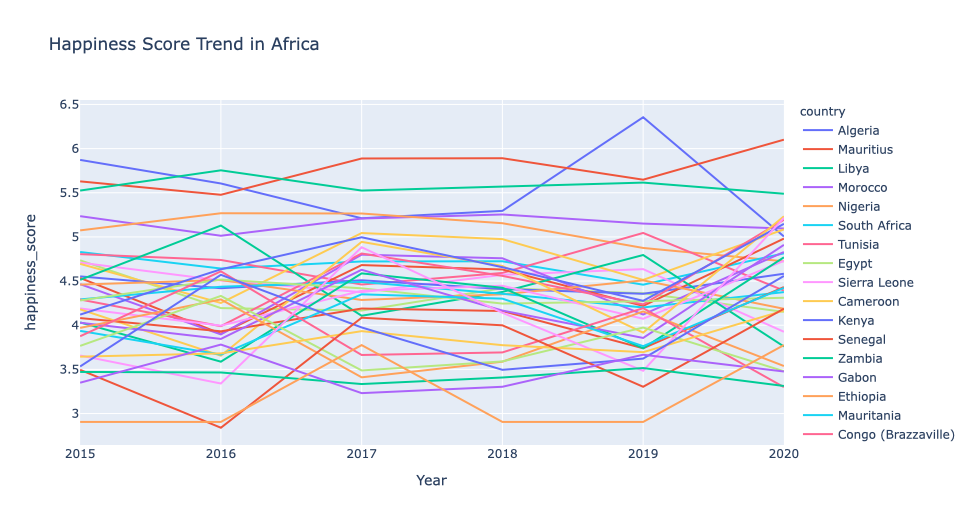 Happiness Score Trend in Africa
country
Algeria
Mauritius
Libya
Morocco
Nigeria
South Africa
Tunisia
Egypt
Sierra Leone
Cameroon
Kenya
Senegal
Zambia
Gabon
Ethiopia
Mauritania
Congo (Brazzaville)
happiness_score
6.5
6
5.5
5
4.5
4
3.5
3
2015 2016 2017 2018 2019 2020
Year